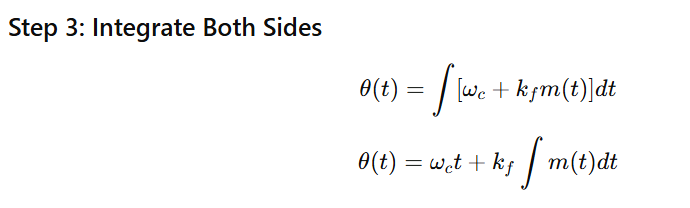 Step 3: Integrate Both Sides
θ(t) = ∫ [ω_c + k_f m(t)]dt
θ(t) = ω_c t + k_f ∫ m(t)dt